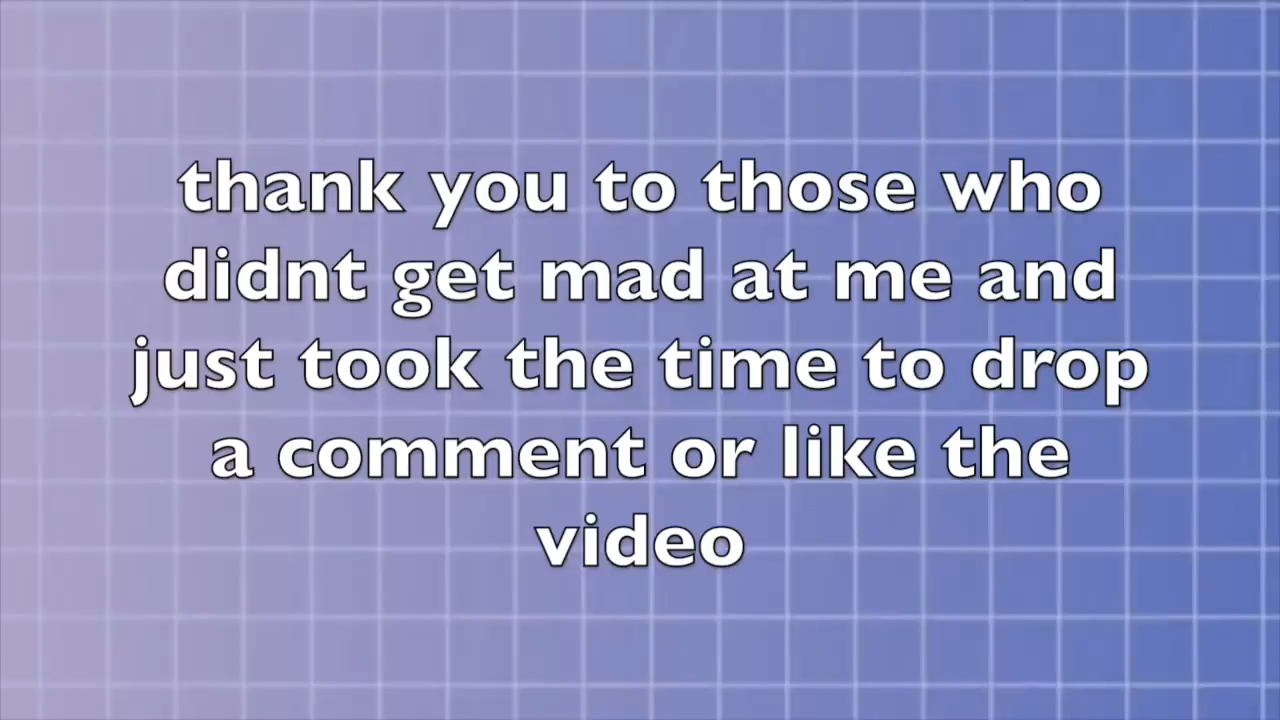 thank you to those who
didnt get mad at me and
just took the time to drop
a comment or like the
video